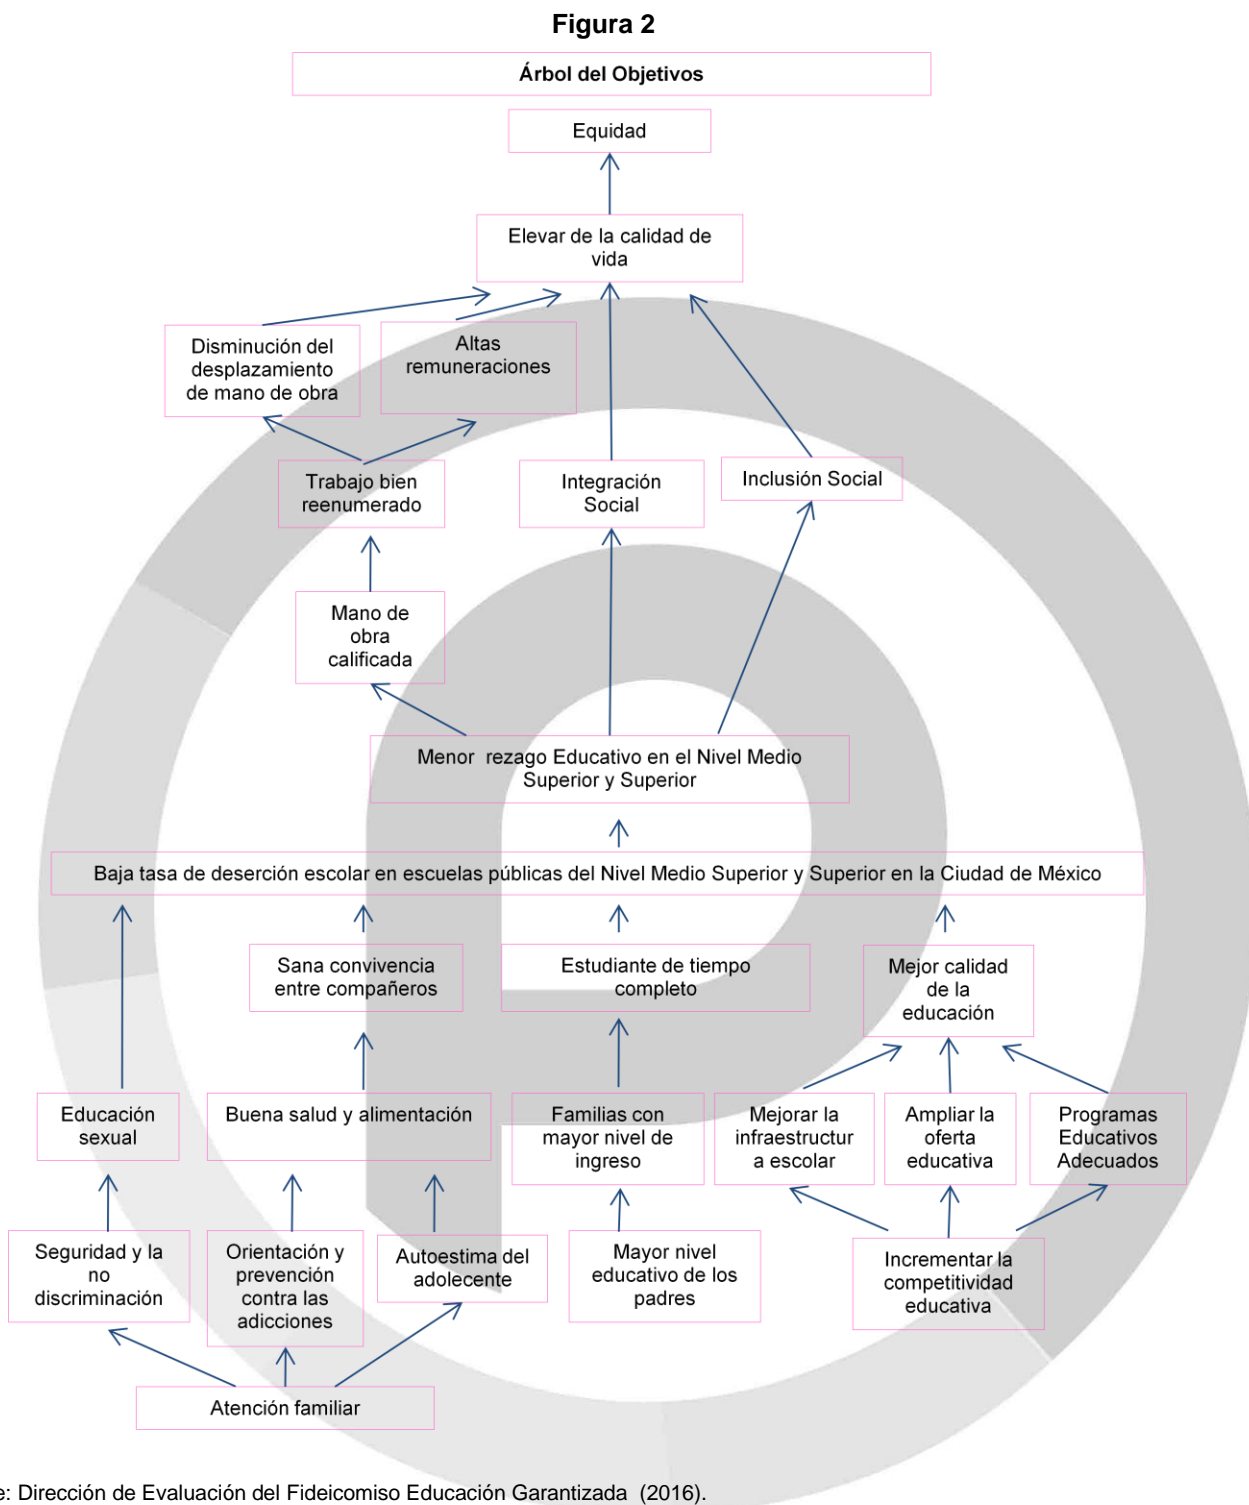 Figura 2
Árbol del Objetivos
Equidad
Elevar de la calidad de
vida
Disminución del
desplazamiento
de mano de obra
Altas
remuneraciones
Trabajo bien
reenumerado
Integración
Social
Inclusión Social
Mano de
obra
calificada
Menor rezago Educativo en el Nivel Medio
Superior y Superior
Baja tasa de deserción escolar en escuelas públicas del Nivel Medio Superior y Superior en la Ciudad de México
Sana convivencia
entre compañeros
Estudiante de tiempo
completo
Mejor calidad
de la
educación
Educación
sexual
Buena salud y alimentación
Familias con
mayor nivel de
ingreso
Mejorar la
infraestructur
a escolar
Ampliar la
oferta
educativa
Programas
Educativos
Adecuados
Seguridad y la
no
discriminación
Orientación y
prevención
contra las
adicciones
Autoestima del
adolecente
Mayor nivel
educativo de los
padres
Incrementar la
competitividad
educativa
Atención familiar
e: Dirección de Evaluación del Fideicomiso Educación Garantizada (2016).